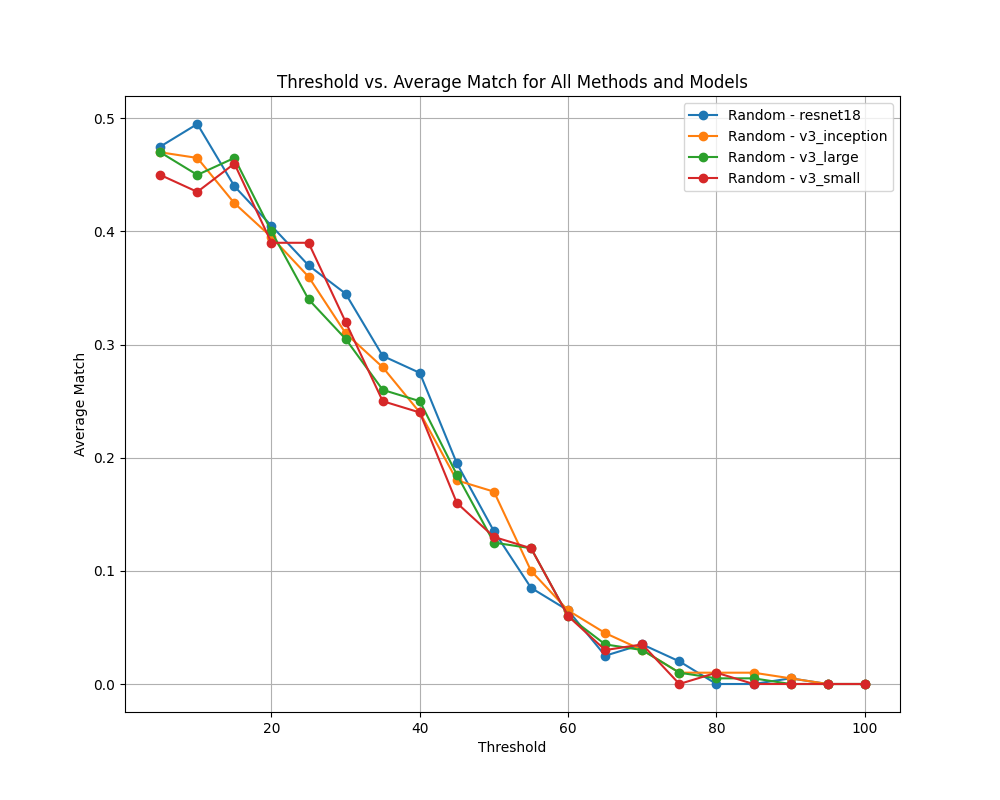 Threshold vs. Average Match for All Methods and Models
Random - resnet18
Random - v3_inception
Random - v3_large
Random - v3_small
Average Match
0.5
0.4
0.3
0.2
0.1
0.0
20 40 60 80 100
Threshold